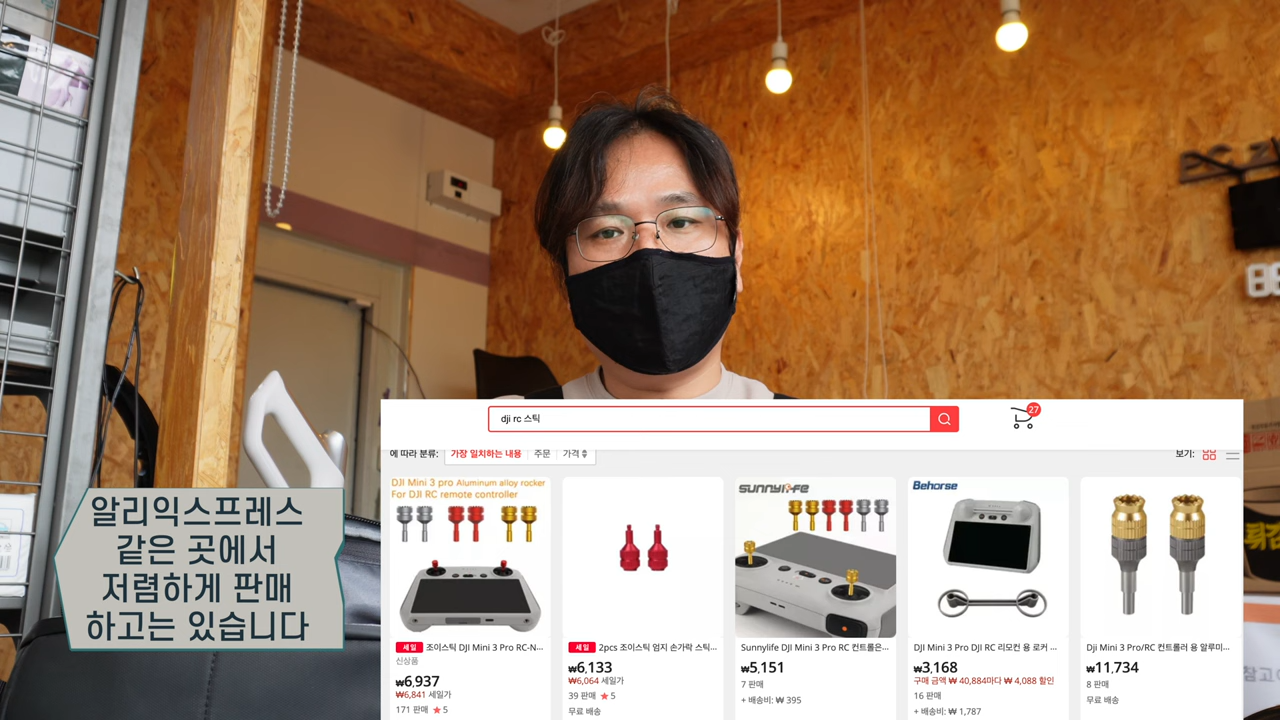 알리익스프레스
같은 곳에서
저렴하게 판매
하고는 있습니다
dji rc 스틱
27
에 따라 분류: 가장 일치하는 내용 주문 가격 보기:
DJI Mini 3 pro Aluminum alloy rocker
For DJI RC remote controller
세일 조이스틱 DJI Mini 3 Pro RC-N...
신상품
₩6,937
₩6,841 세일가
171 판매 5
세일 2pcs 조이스틱 엄지 손가락 스틱...
₩6,133
₩6,064 세일가
39 판매 5
무료 배송
SUNNYLIFE
Sunnylife DJI Mini 3 Pro RC 컨트롤은...
₩5,151
7 판매
+ 배송비: ₩ 395
Behorse
DJI Mini 3 Pro DJI RC 리모컨 용 로커 ...
₩3,168
구매 금액 ₩ 40,884마다 ₩ 4,088 할인
16 판매
+ 배송비: ₩ 1,787
Dji Mini 3 Pro/RC 컨트롤러 용 알루미...
₩11,734
8 판매
무료 배송
참고